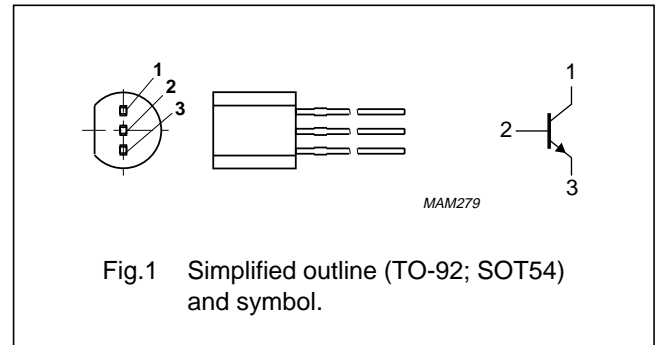 1
2
3
1
2
3
MAM279
Fig.1 Simplified outline (TO-92; SOT54)
and symbol.